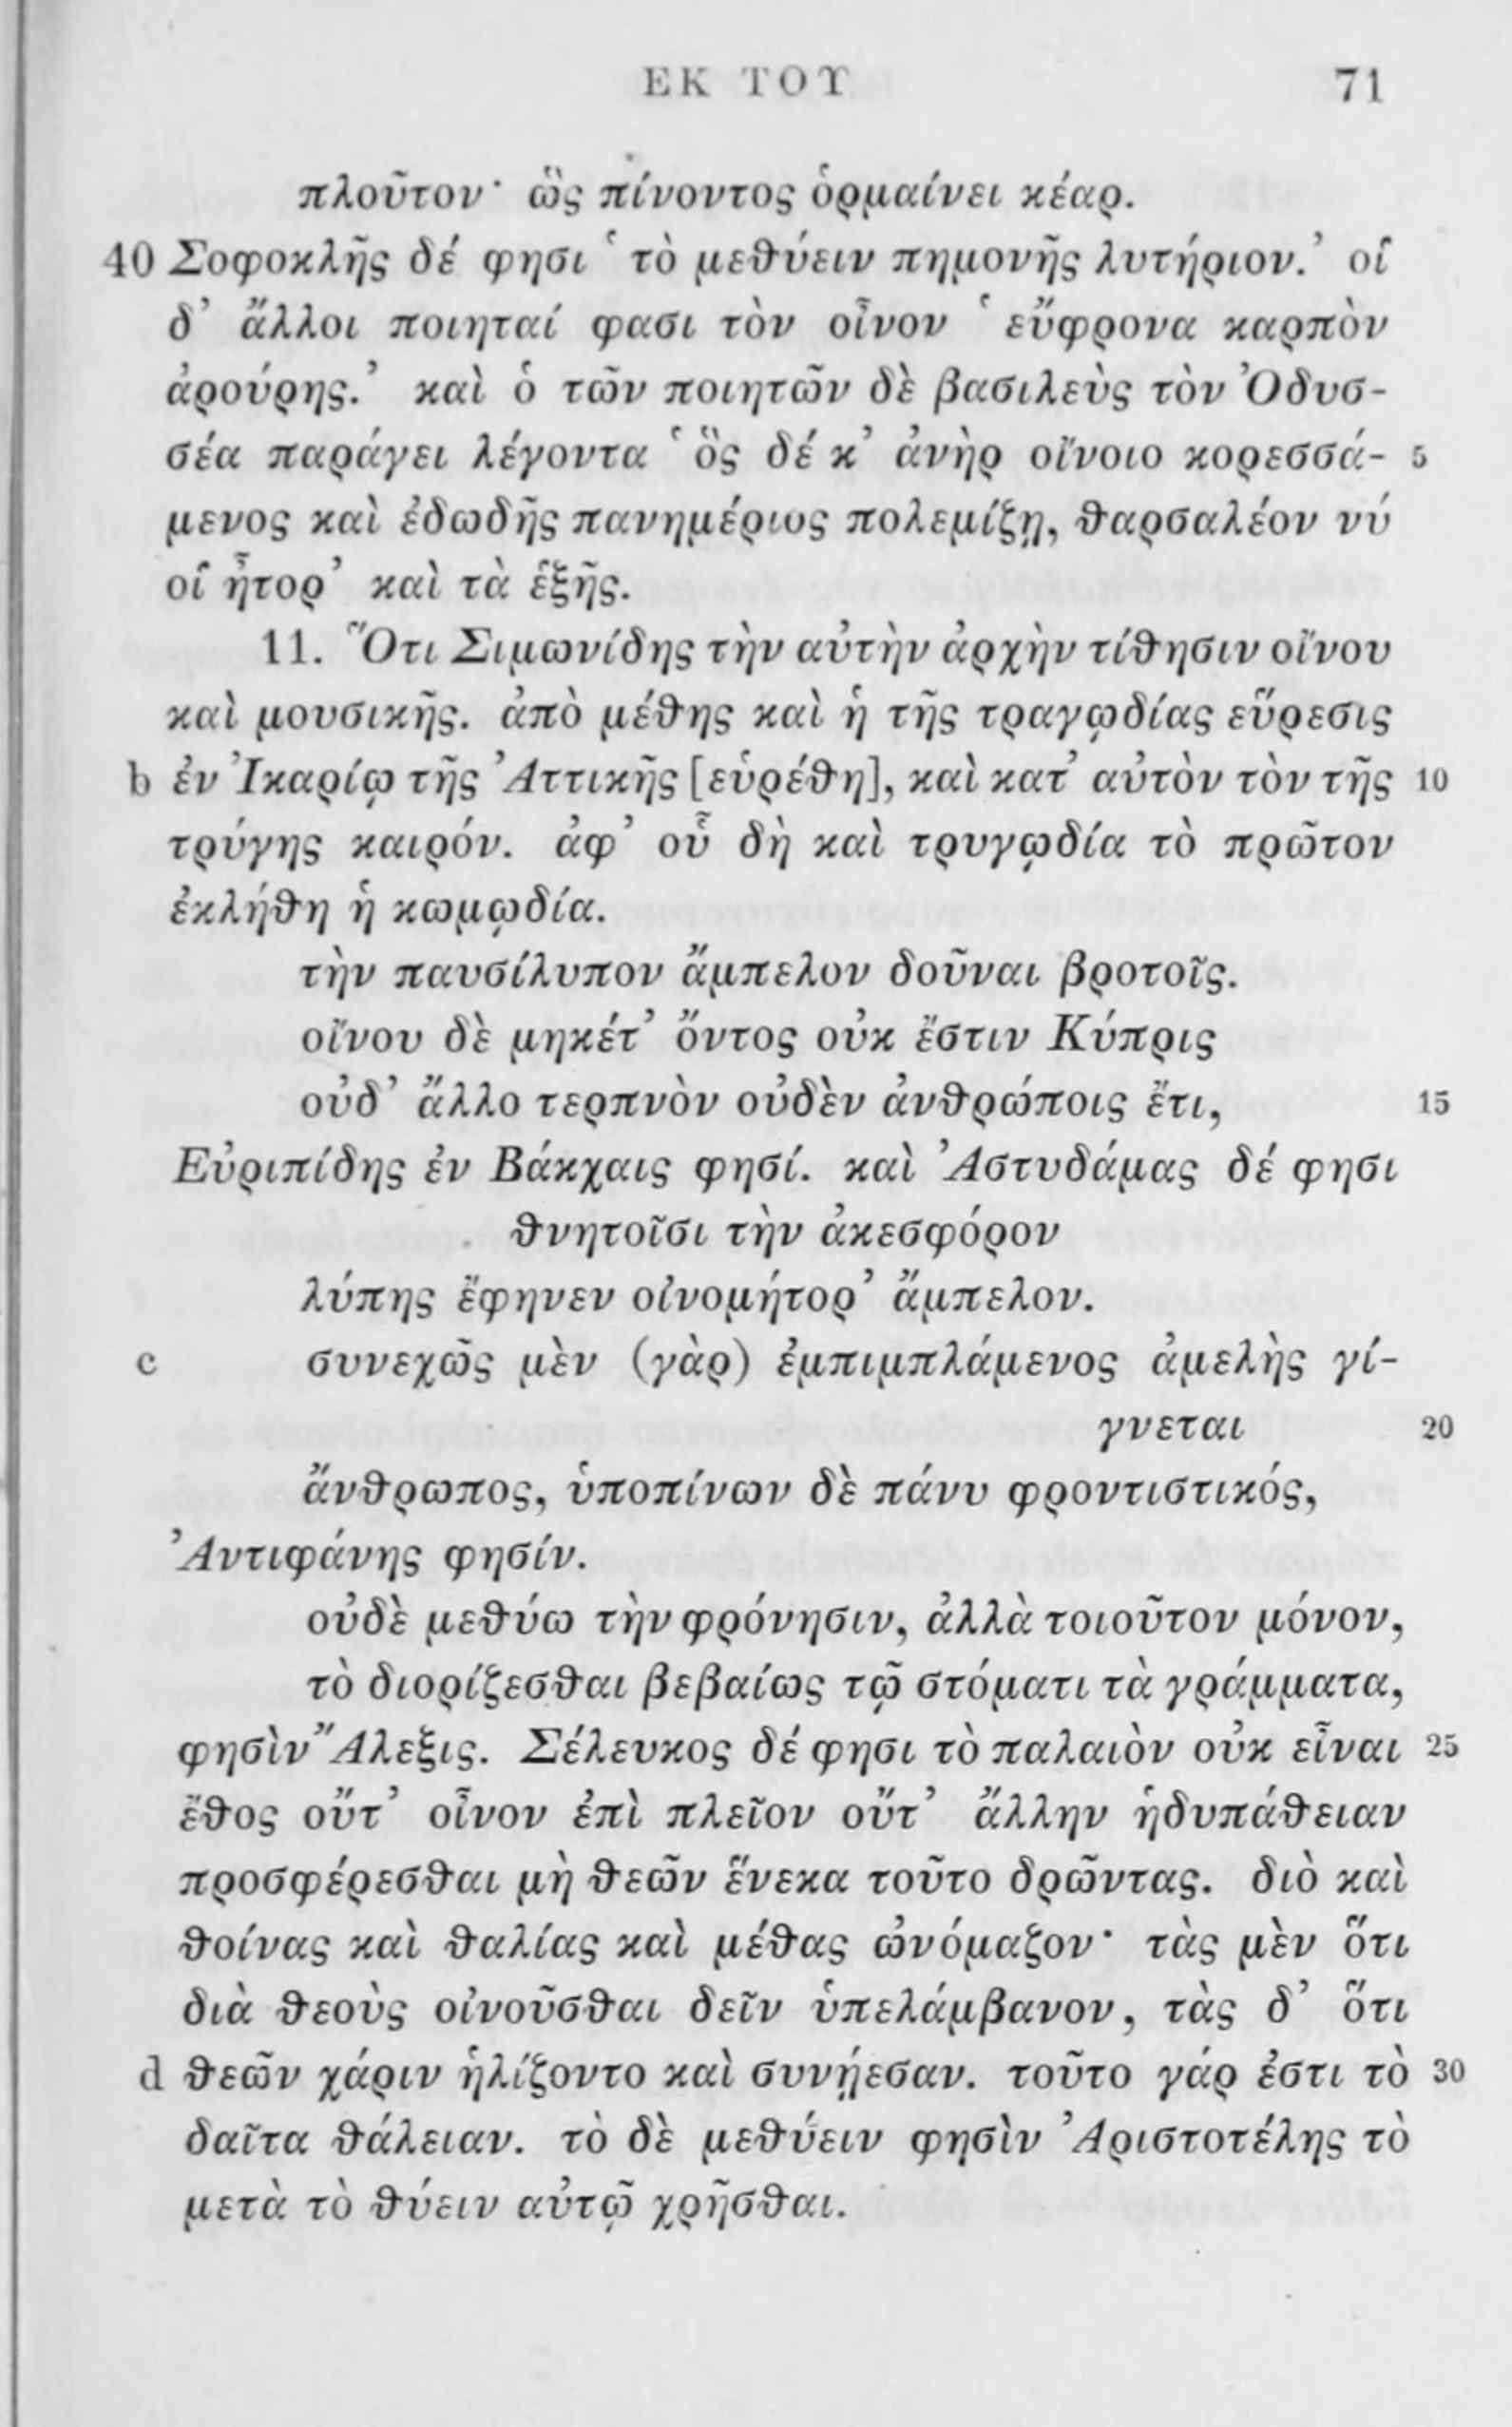 ΕΚ ΤΟΥ 71
πλοῦτον· ὣς πίνοντος ὁρμαίνει κέαρ.
40 Σοφοκλῆς δέ φησι ‘τὸ μεθύειν πημονῆς λυτήριον.’ οἱ
δ’ ἄλλοι ποιηταί φασι τὸν οἶνον ‘εὔφρονα καρπὸν
ἀρούρης.’ καὶ ὁ τῶν ποιητῶν δὲ βασιλεὺς τὸν Ὀδυσ-
σέα παράγει λέγοντα ‘ὃς δέ κ’ ἀνὴρ οἴνοιο κορεσσά- 5
μενος καὶ ἐδωδῆς πανημέριος πολεμίζῃ, θαρσαλέον νύ
οἱ ἦτορ’ καὶ τὰ ἑξῆς.
11. Ὅτι Σιμωνίδης τὴν αὐτὴν ἀρχὴν τίθησιν οἴνου
καὶ μουσικῆς. ἀπὸ μέθης καὶ ἡ τῆς τραγῳδίας εὕρεσις
b ἐν Ἰκαρίῳ τῆς Ἀττικῆς [εὑρέθη], καὶ κατ’ αὐτὸν τὸν τῆς 10
τρύγης καιρόν. ἀφ’ οὗ δὴ καὶ τρυγῳδία τὸ πρῶτον
ἐκλήθη ἡ κωμῳδία.
τὴν παυσίλυπον ἄμπελον δοῦναι βροτοῖς.
οἴνου δὲ μηκέτ’ ὄντος οὐκ ἔστιν Κύπρις
οὐδ’ ἄλλο τερπνὸν οὐδὲν ἀνθρώποις ἔτι, 15
Εὐριπίδης ἐν Βάκχαις φησί. καὶ Ἀστυδάμας δέ φησι
θνητοῖσι τὴν ἀκεσφόρον
λύπης ἔφηνεν οἰνομήτορ’ ἄμπελον.
c συνεχῶς μὲν (γὰρ) ἐμπιμπλάμενος ἀμελὴς γί-
γνεται 20
ἄνθρωπος, ὑποπίνων δὲ πάνυ φροντιστικός,
Ἀντιφάνης φησίν.
οὐδὲ μεθύω τὴν φρόνησιν, ἀλλὰ τοιοῦτον μόνον,
τὸ διορίζεσθαι βεβαίως τῷ στόματι τὰ γράμματα,
φησὶν Ἄλεξις. Σέλευκος δέ φησι τὸ παλαιὸν οὐκ εἶναι 25
ἔθος οὔτ’ οἶνον ἐπὶ πλεῖον οὔτ’ ἄλλην ἡδυπάθειαν
προσφέρεσθαι μὴ θεῶν ἕνεκα τοῦτο δρῶντας. διὸ καὶ
θοίνας καὶ θαλίας καὶ μέθας ὠνόμαζον· τὰς μὲν ὅτι
διὰ θεοὺς οἰνοῦσθαι δεῖν ὑπελάμβανον, τὰς δ’ ὅτι
d θεῶν χάριν ἡλίζοντο καὶ συνῄεσαν. τοῦτο γάρ ἐστι τὸ 30
δαῖτα θάλειαν. τὸ δὲ μεθύειν φησὶν Ἀριστοτέλης τὸ
μετὰ τὸ θύειν αὐτῷ χρῆσθαι.